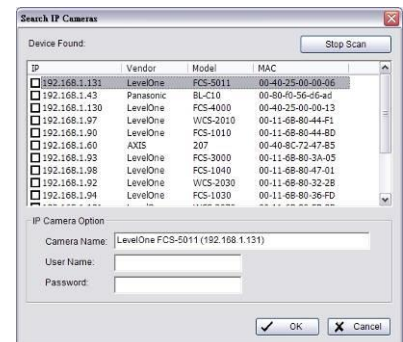 Search IP Cameras
Device Found:
Stop Scan
IP Vendor Model MAC
192.168.1.131 LevelOne FCS-5011 00-40-25-00-00-06
192.168.1.43 Panasonic BL-C10 00-80-f0-56-d6-ad
192.168.1.130 LevelOne FCS-4000 00-40-25-00-00-13
192.168.1.97 LevelOne WCS-2010 00-11-6B-80-44-F1
192.168.1.90 LevelOne FCS-1010 00-11-6B-80-44-BD
192.168.1.60 AXIS 207 00-40-8C-72-47-B5
192.168.1.93 LevelOne FCS-3000 00-11-6B-80-3A-05
192.168.1.98 LevelOne FCS-1040 00-11-6B-80-47-01
192.168.1.92 LevelOne WCS-2030 00-11-6B-80-32-2B
192.168.1.94 LevelOne FCS-1030 00-11-6B-80-36-FD
IP Camera Option
Camera Name: LevelOne FCS-5011 (192.168.1.131)
User Name:
Password:
OK Cancel